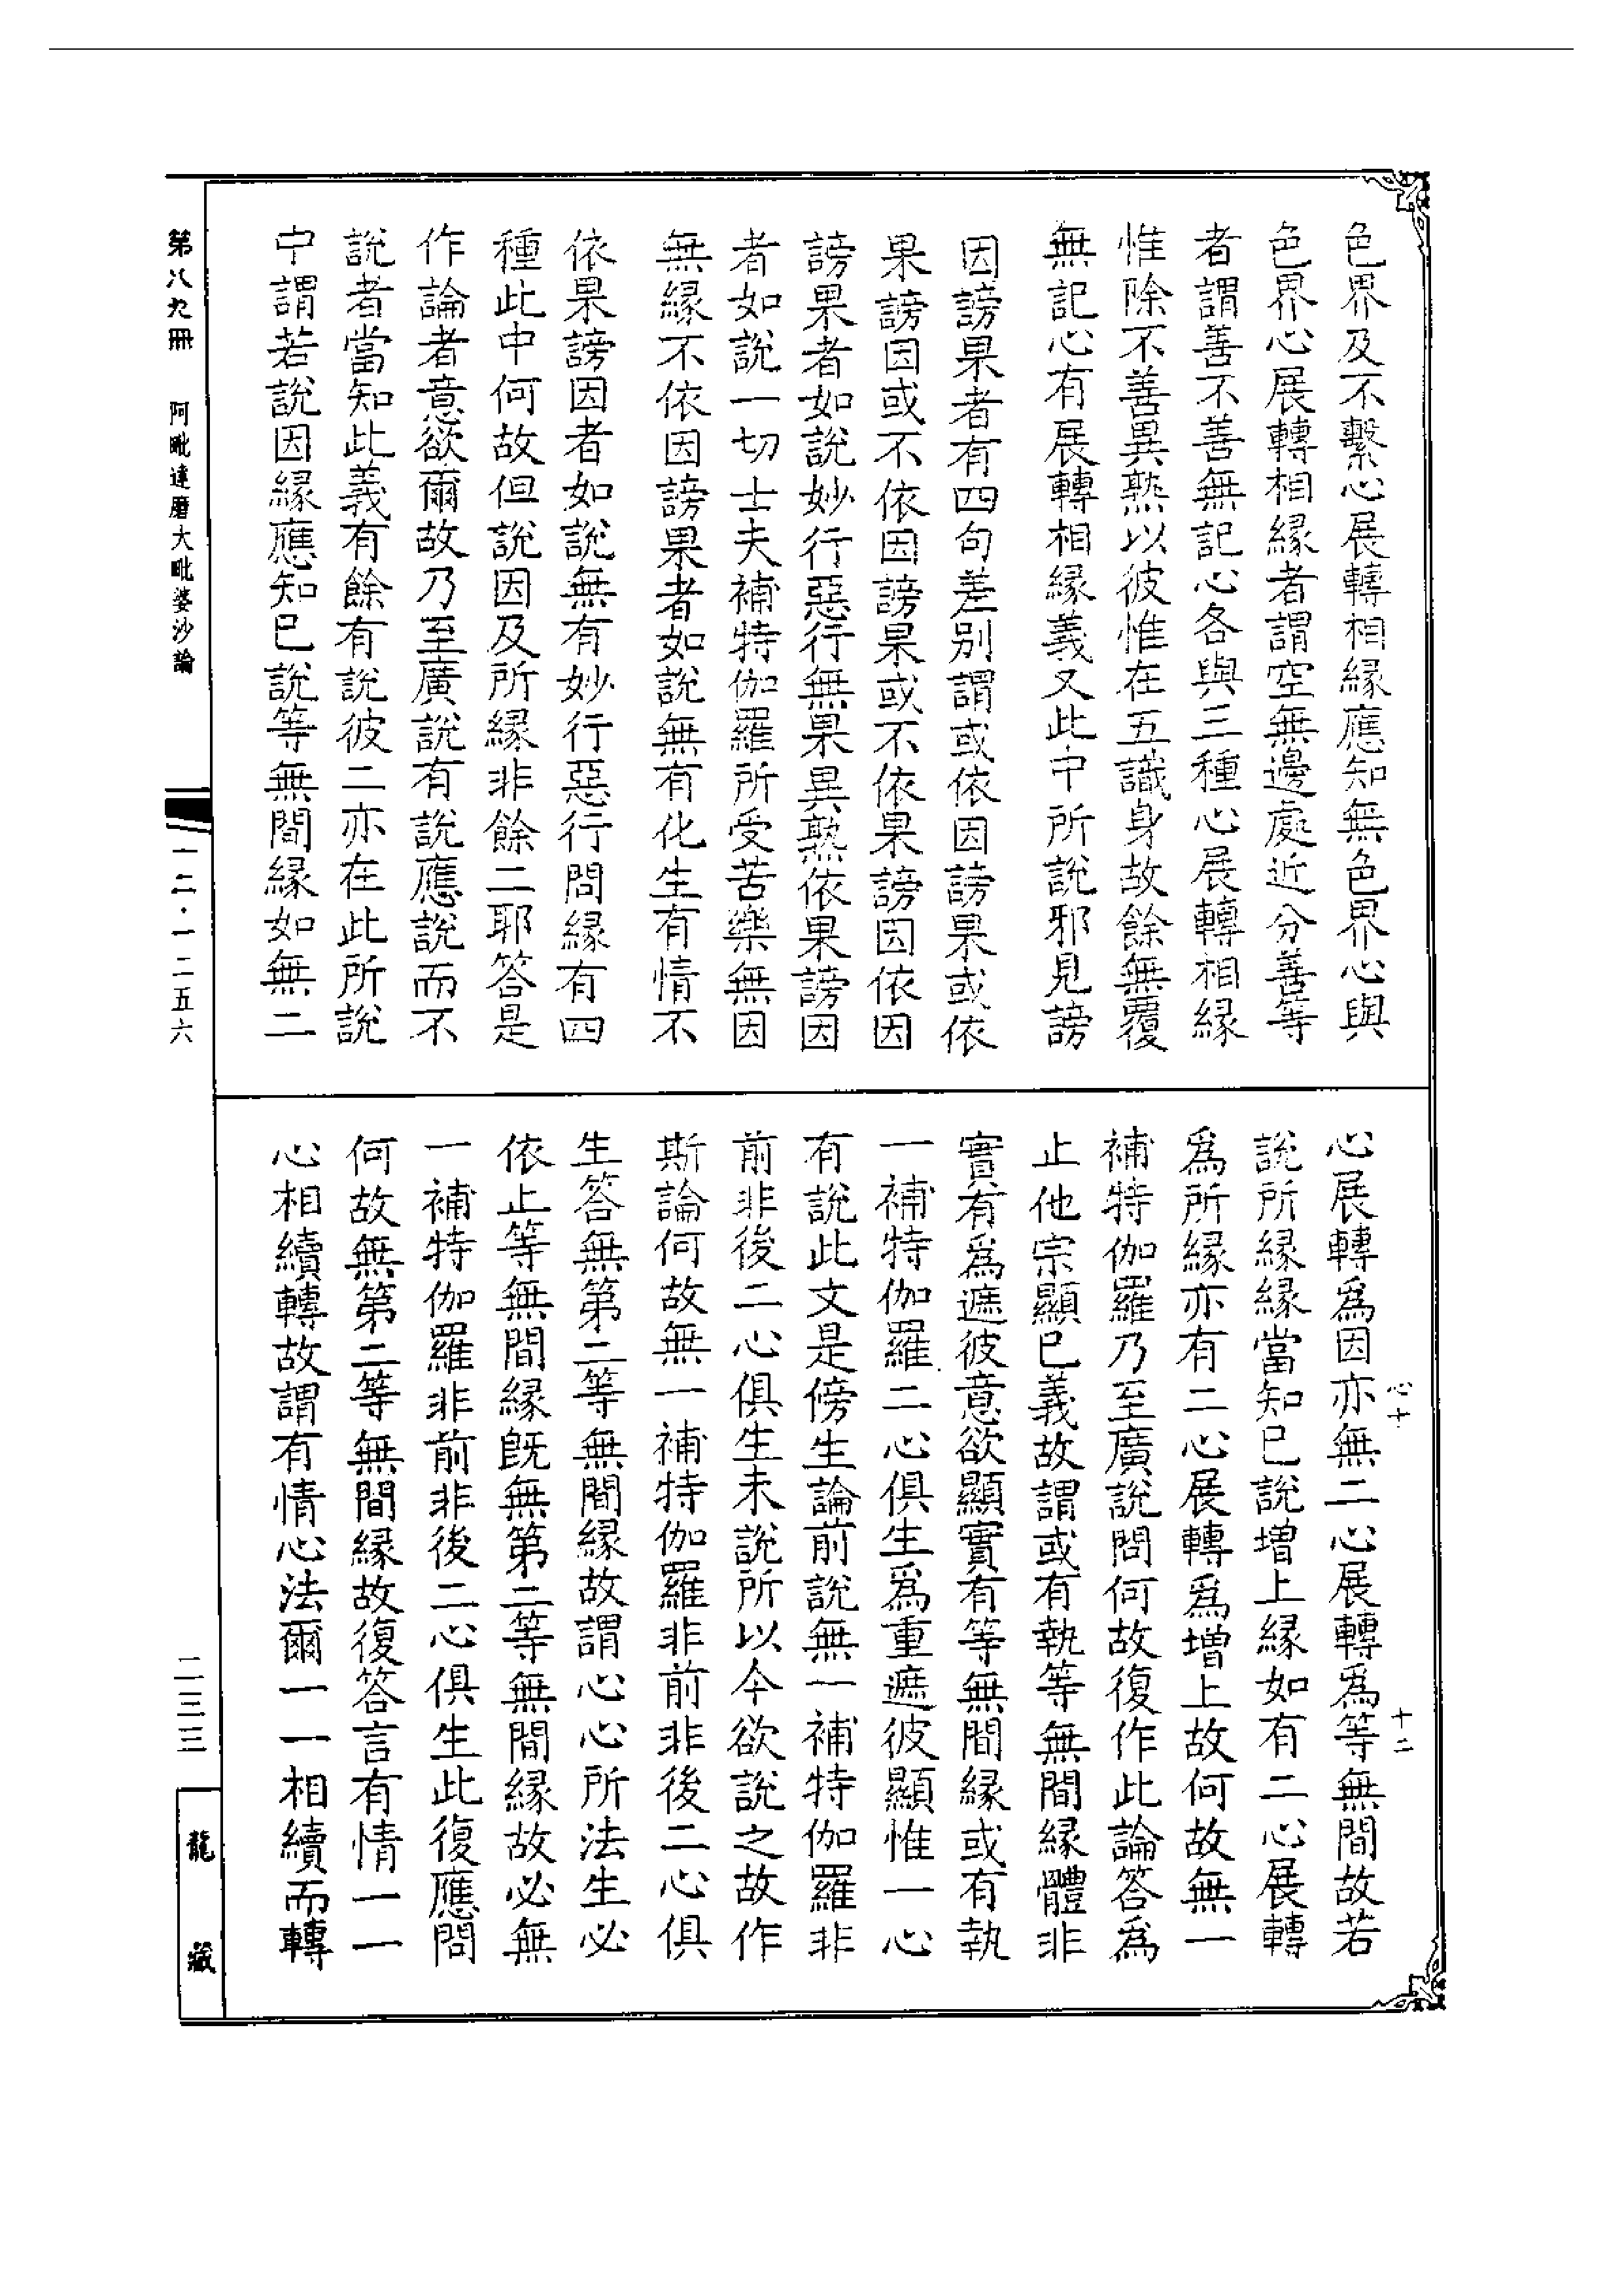 色界及不繫心展轉相緣應知無色界心與
色界心展轉相緣者謂空無邊處近分善等
者謂善不善無記心各與三種心展轉相緣
惟除不善異熟以彼惟在五識身故餘無覆
無記心有展轉相緣義又此中所說邪見謗
因謗果者有四句差別謂或依因謗果或依
果謗因或不依因謗果或不依果謗因依因
謗果者如說妙行惡行無果異熟依果謗因
者如說一切士夫補特伽羅所受苦樂無因
無緣不依因謗果者如說無有化生有情不
依果謗因者如說無有妙行惡行問緣有四
種此中何故但說因及所緣非餘二耶答是
作論者意欲爾故乃至廣說有說應說而不
說者當知此義有餘有說彼二亦在此所說
中謂若說因緣應知已說等無間緣如無二
心展轉為因亦無二心展轉為等無間故若
說所緣緣當知已說增上緣如有二心展轉
為所緣亦有二心展轉為增上故何故無一
補特伽羅乃至廣說問何故復作此論答為
止他宗顯已義故謂或有執等無間緣體非
實有為遮彼意欲顯實有等無間緣或有執
一補特伽羅二心俱生為重遮彼顯惟一心
有說此文是傍生論前說無一補特伽羅非
前非後二心俱生未說所以今欲說之故作
斯論何故無一補特伽羅非前非後二心俱
生答無第二等無間緣故謂心心所法生必
依止等無間緣既無第二等無間緣故必無
一補特伽羅非前非後二心俱生此復應問
何故無第二等無間緣故復答言有情一一
心相續轉故謂有情心法爾一一相續而轉
心十
十二
第八九冊
阿毗達磨大毗婆沙論
一二·一二五六
二三三
龍藏